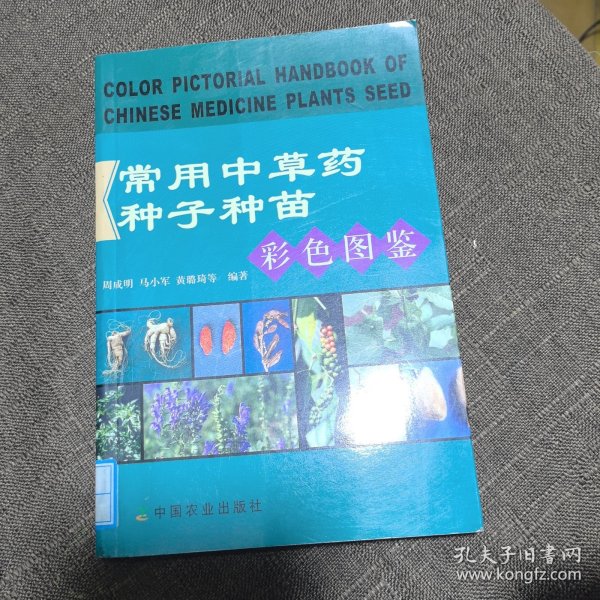 COLOR PICTORIAL HANDBOOK OF
CHINESE MEDICINE PLANTS SEED
常用中草药
种子种苗
彩色图鉴
周成明 马小军 黄璐琦等 编著
中国农业出版社
孔夫子旧书网
www.kongfz.com